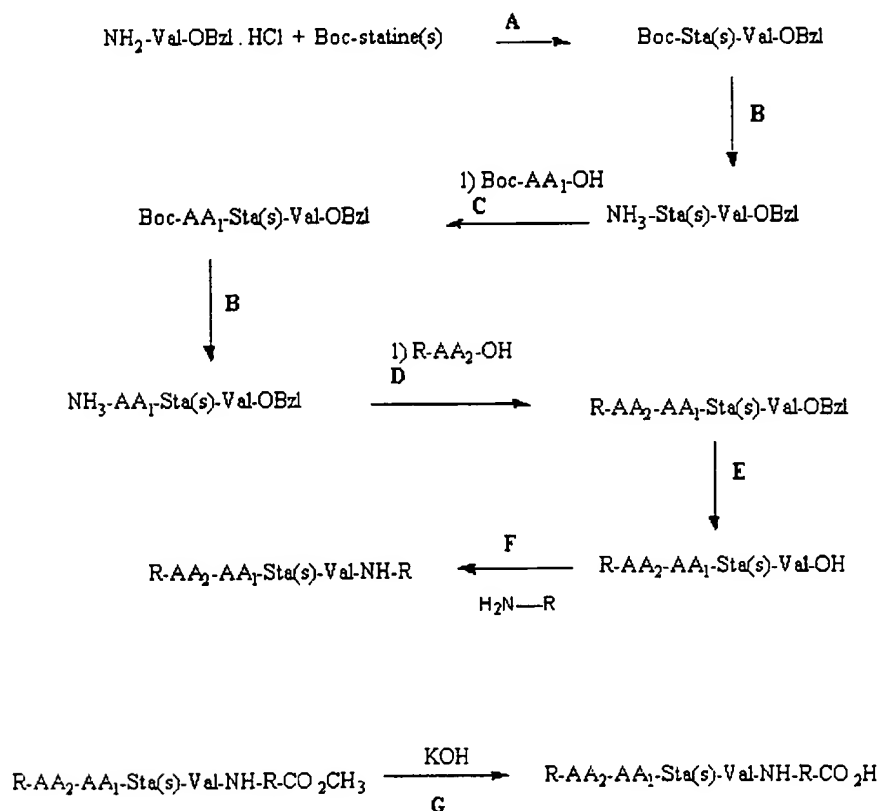 NH2-Val-OBzl . HCl + Boc-statine(s) A Boc-Sta(s)-Val-OBzl
B
1) Boc-AA1-OH
Boc-AA1-Sta(s)-Val-OBzl C NH3-Sta(s)-Val-OBzl
B
1) R-AA2-OH
D
NH3-AA1-Sta(s)-Val-OBzl R-AA2-AA1-Sta(s)-Val-OBzl
E
F
R-AA2-AA1-Sta(s)-Val-NH-R R-AA2-AA1-Sta(s)-Val-OH
H2N—R
R-AA2-AA1-Sta(s)-Val-NH-R-CO2CH3 KOH R-AA2-AA1-Sta(s)-Val-NH-R-CO2H
G